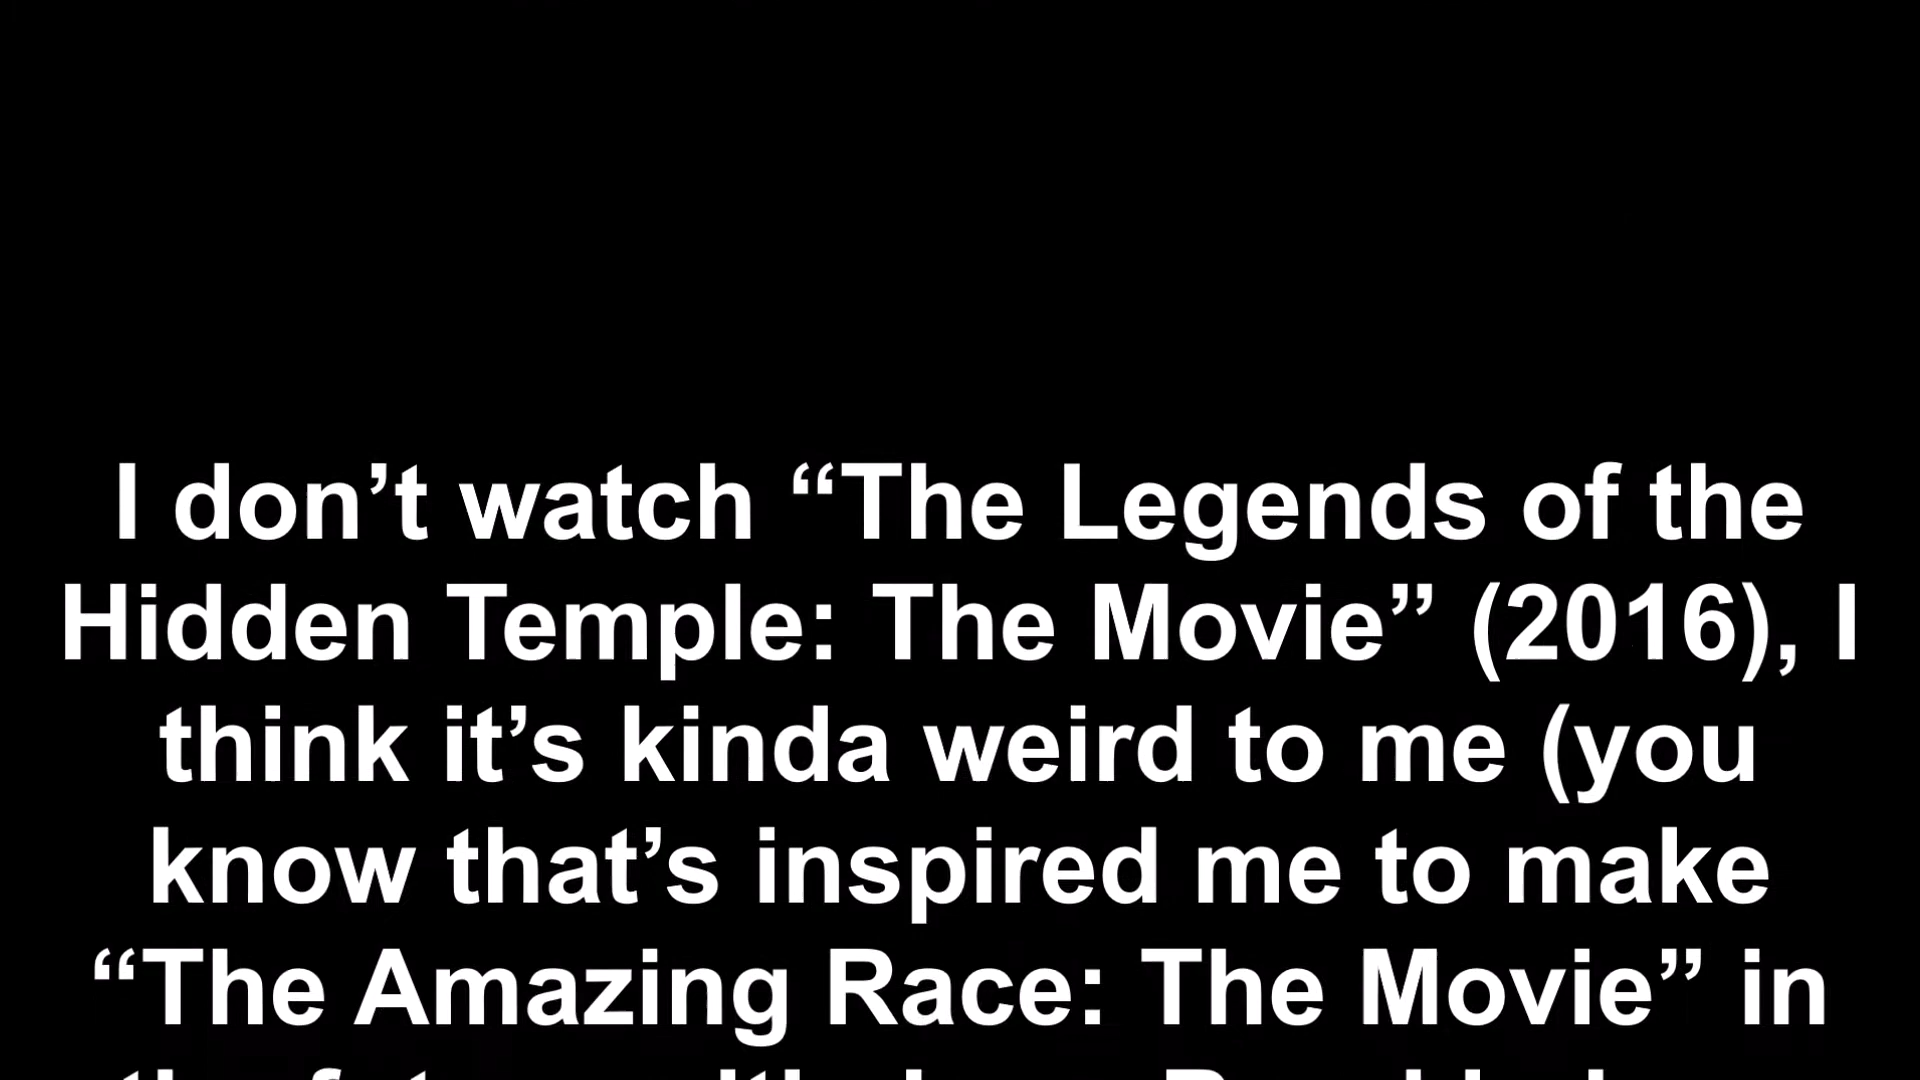 I don’t watch “The Legends of the
Hidden Temple: The Movie” (2016), I
think it’s kinda weird to me (you
know that’s inspired me to make
“The Amazing Race: The Movie” in